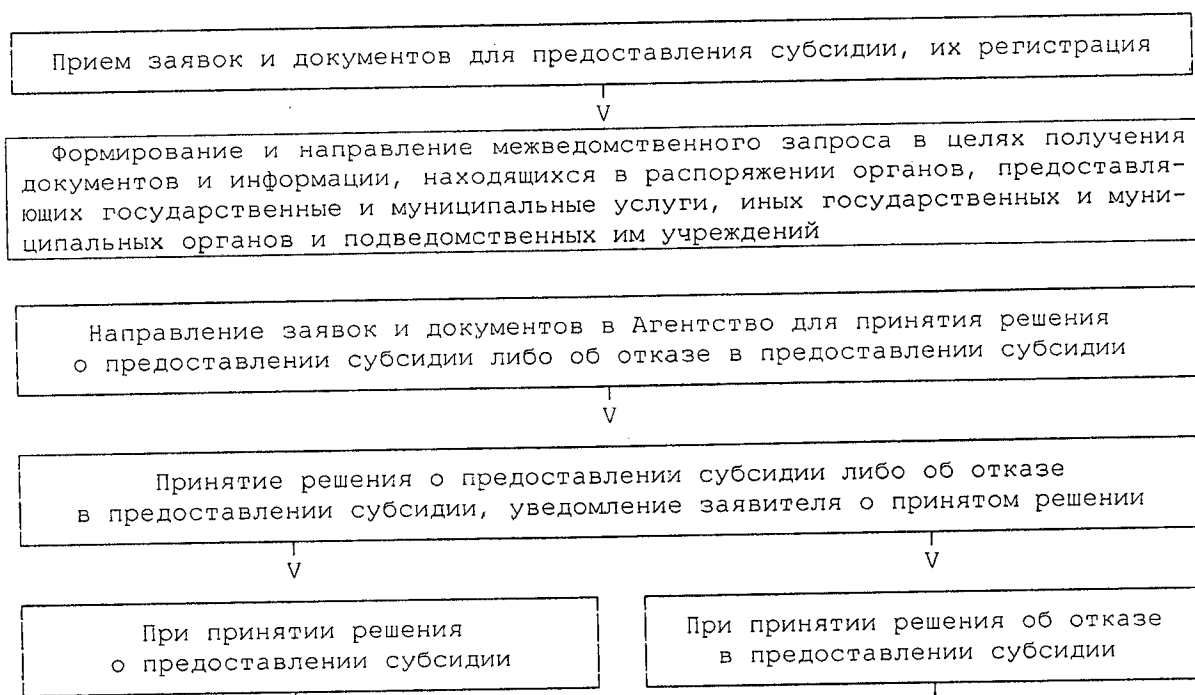 Прием заявок и документов для предоставления субсидии, их регистрация
V
Формирование и направление межведомственного запроса в целях получения
документов и информации, находящихся в распоряжении органов, предоставля-
ющих государственные и муниципальные услуги, иных государственных и муни-
ципальных органов и подведомственных им учреждений
Направление заявок и документов в Агентство для принятия решения
о предоставлении субсидии либо об отказе в предоставлении субсидии
V
Принятие решения о предоставлении субсидии либо об отказе
в предоставлении субсидии, уведомление заявителя о принятом решении
V
V
При принятии решения
о предоставлении субсидии
При принятии решения об отказе
в предоставлении субсидии